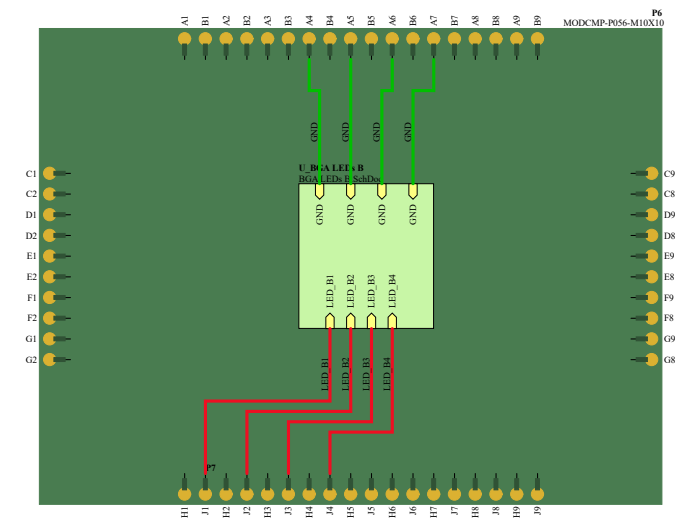 P6
MODCMP-P056-M10X10
A1 B1 A2 B2 A3 B3 A4 B4 A5 B5 A6 B6 A7 B7 A8 B8 A9 B9
GND GND GND GND
U_BGA LEDs B
BGA LEDs B.SchDoc
GND GND GND GND
C1 C9
C2 C8
D1 D9
D2 D8
E1 E9
E2 E8
F1 F9
F2 F8
G1 G9
G2 G8
LED_B1 LED_B2 LED_B3 LED_B4
LED_B1 LED_B2 LED_B3 LED_B4
P7
H1 J1 H2 J2 H3 J3 H4 J4 H5 J5 H6 J6 H7 J7 H8 J8 H9 J9